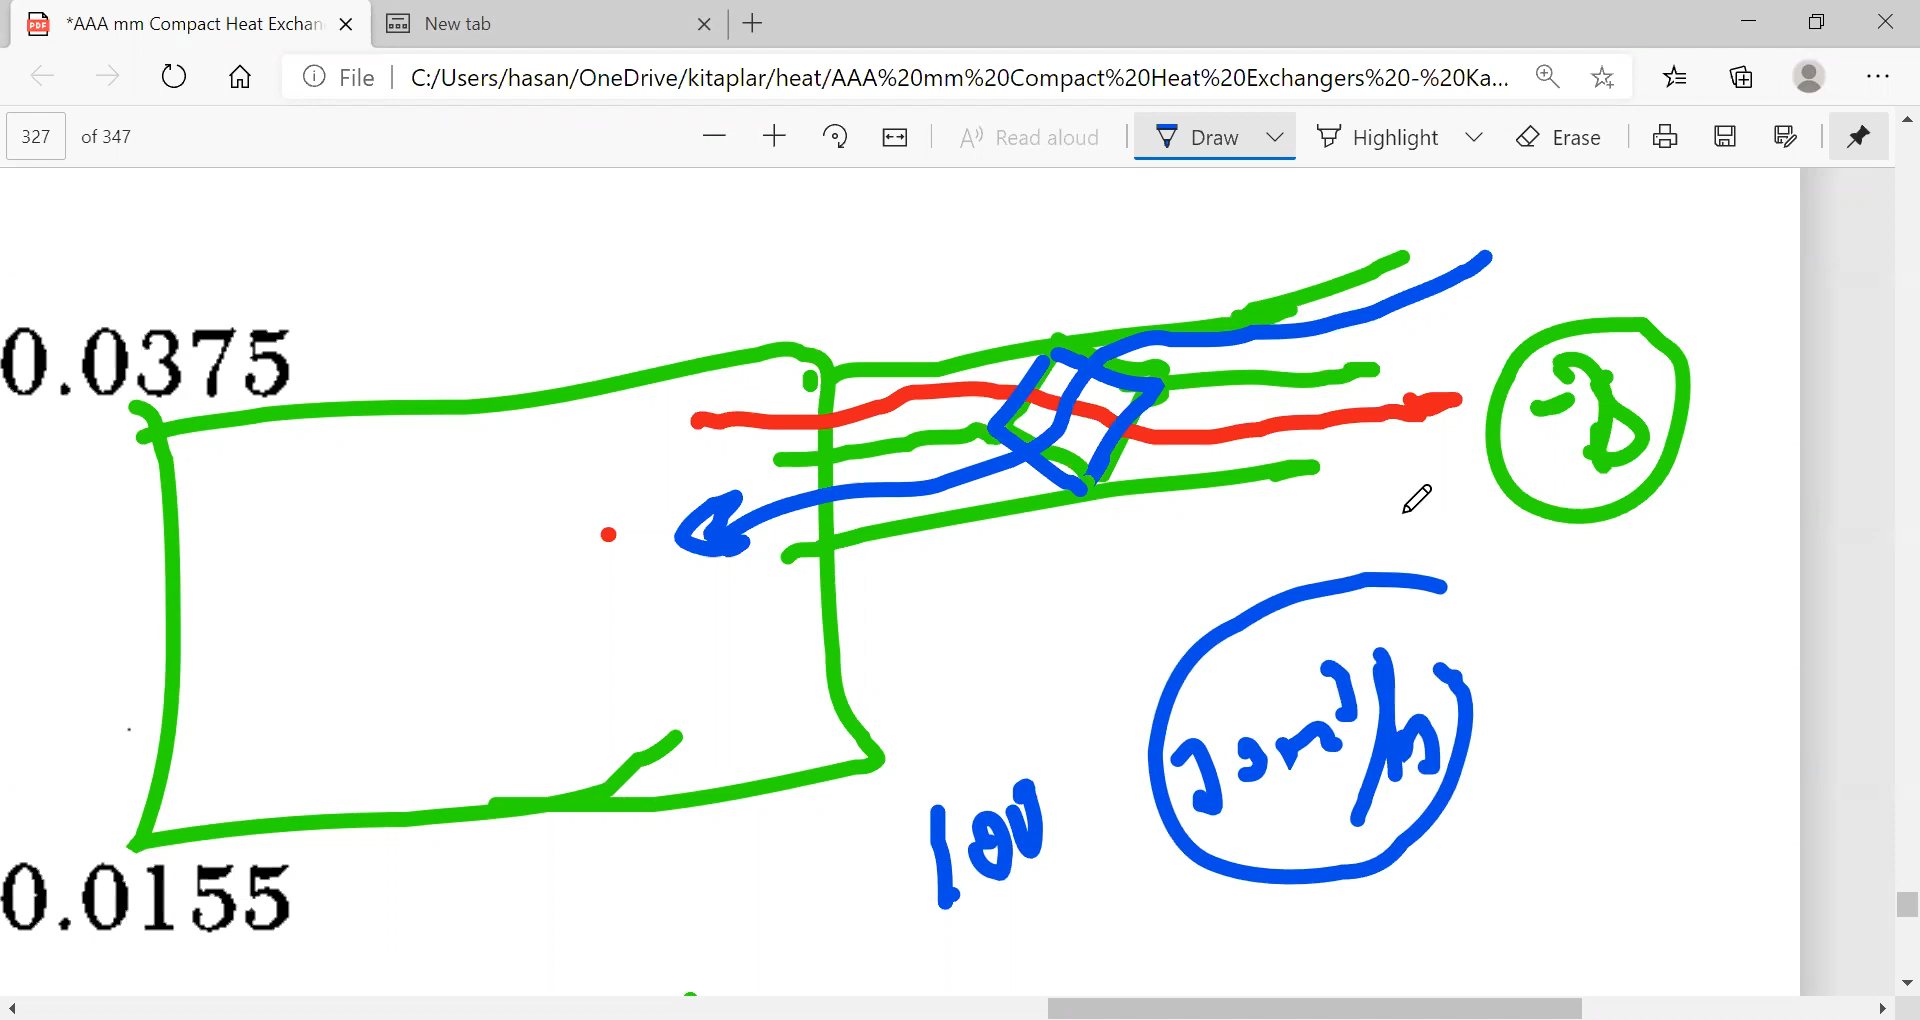 *AAA mm Compact Heat Exchan
New tab
File
C:/Users/hasan/OneDrive/kitaplar/heat/AAA%20mm%20Compact%20Heat%20Exchangers%20-%20Ka...
327 of 347
Read aloud
Draw
Highlight
Erase
0.0375
0.0155
100